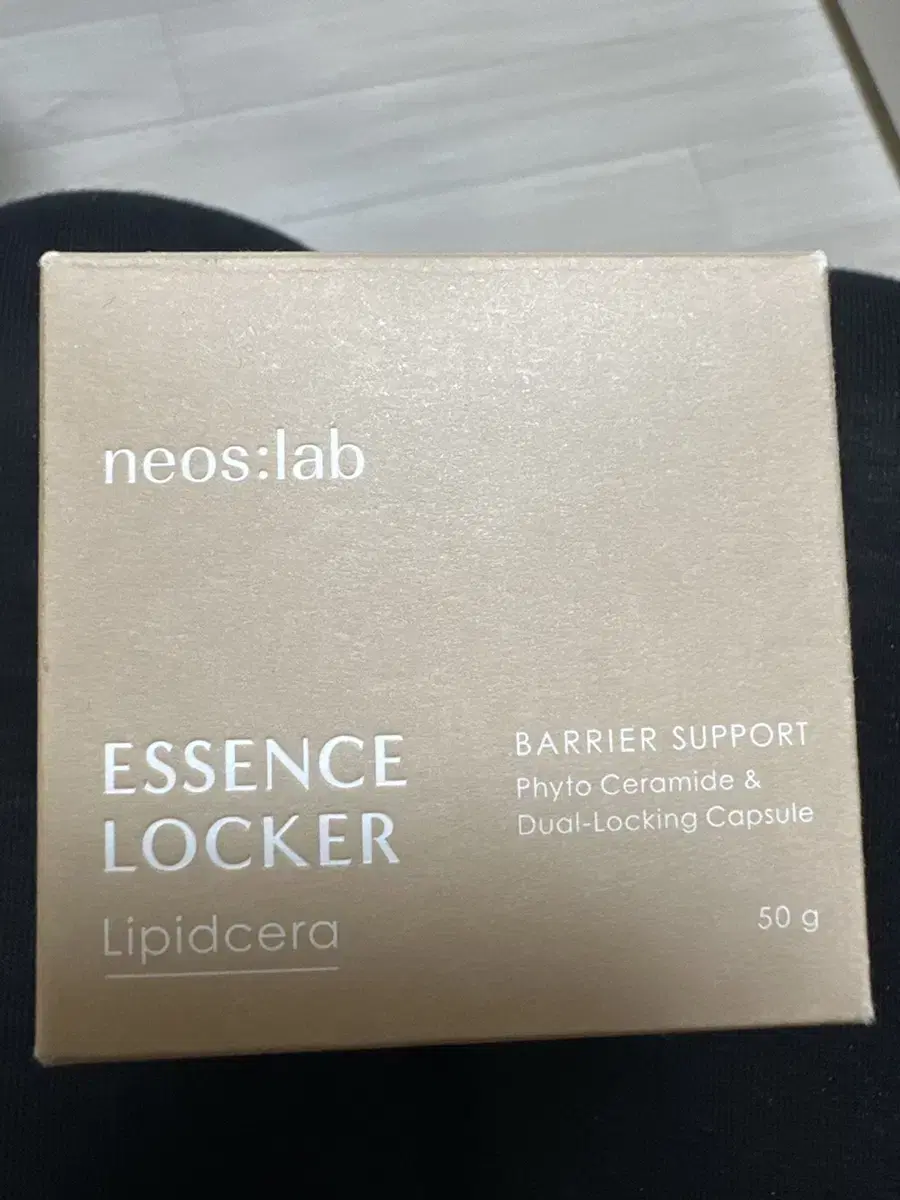 neos:lab
ESSENCE
LOCKER
Lipidcera
BARRIER SUPPORT
Phyto Ceramide &
Dual-Locking Capsule
50 g